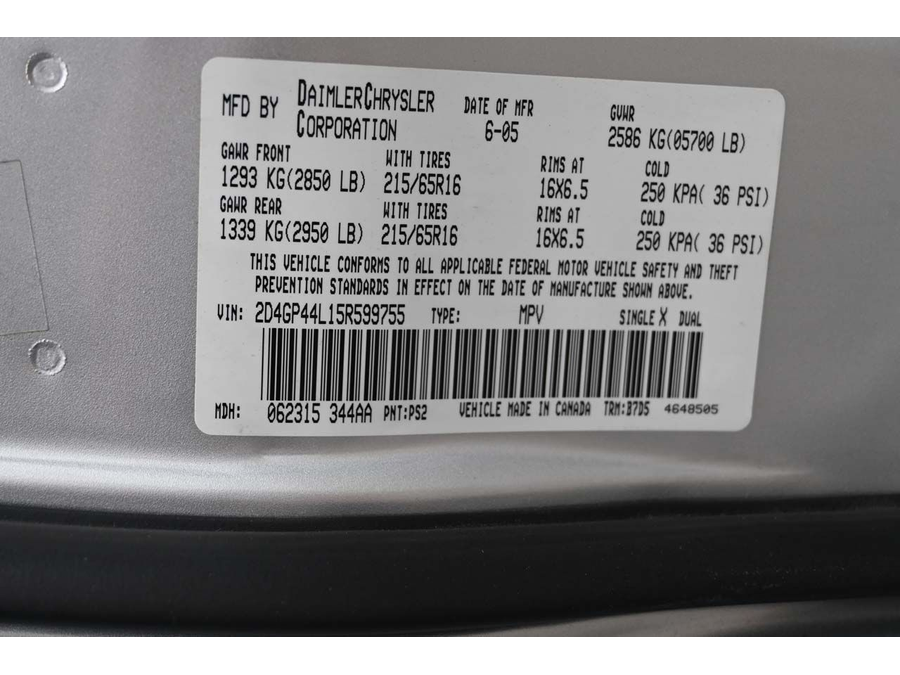 MFD BY DAIMLERCHRYSLER CORPORATION DATE OF MFR 6-05 GVWR 2586 KG(05700 LB)
GAWR FRONT WITH TIRES RIMS AT COLD
1293 KG(2850 LB) 215/65R16 16X6.5 250 KPA( 36 PSI)
GAWR REAR WITH TIRES RIMS AT COLD
1339 KG(2950 LB) 215/65R16 16X6.5 250 KPA( 36 PSI)
THIS VEHICLE CONFORMS TO ALL APPLICABLE FEDERAL MOTOR VEHICLE SAFETY AND THEFT
PREVENTION STANDARDS IN EFFECT ON THE DATE OF MANUFACTURE SHOWN ABOVE.
VIN: 2D4GP44L15R599755 TYPE: MPV SINGLE X DUAL
MDH: 062315 344AA PNT:PS2 VEHICLE MADE IN CANADA TRM:B7D5 4648505